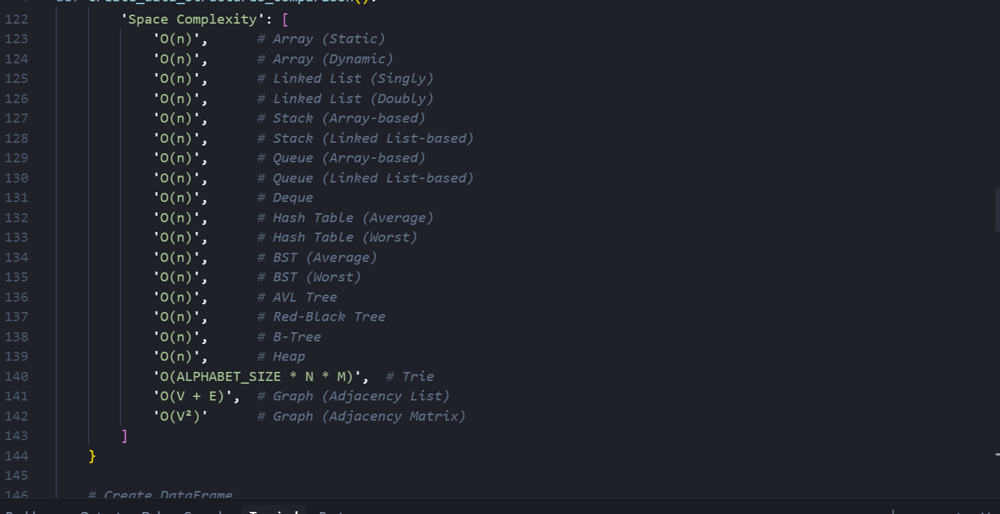 def create_data_structures_comparison():
122 'Space Complexity': [
123 'O(n)', # Array (Static)
124 'O(n)', # Array (Dynamic)
125 'O(n)', # Linked List (Singly)
126 'O(n)', # Linked List (Doubly)
127 'O(n)', # Stack (Array-based)
128 'O(n)', # Stack (Linked List-based)
129 'O(n)', # Queue (Array-based)
130 'O(n)', # Queue (Linked List-based)
131 'O(n)', # Deque
132 'O(n)', # Hash Table (Average)
133 'O(n)', # Hash Table (Worst)
134 'O(n)', # BST (Average)
135 'O(n)', # BST (Worst)
136 'O(n)', # AVL Tree
137 'O(n)', # Red-Black Tree
138 'O(n)', # B-Tree
139 'O(n)', # Heap
140 'O(ALPHABET_SIZE * N * M)', # Trie
141 'O(V + E)', # Graph (Adjacency List)
142 'O(V²)' # Graph (Adjacency Matrix)
143 ]
144 }
145
146 # Create DataFrame